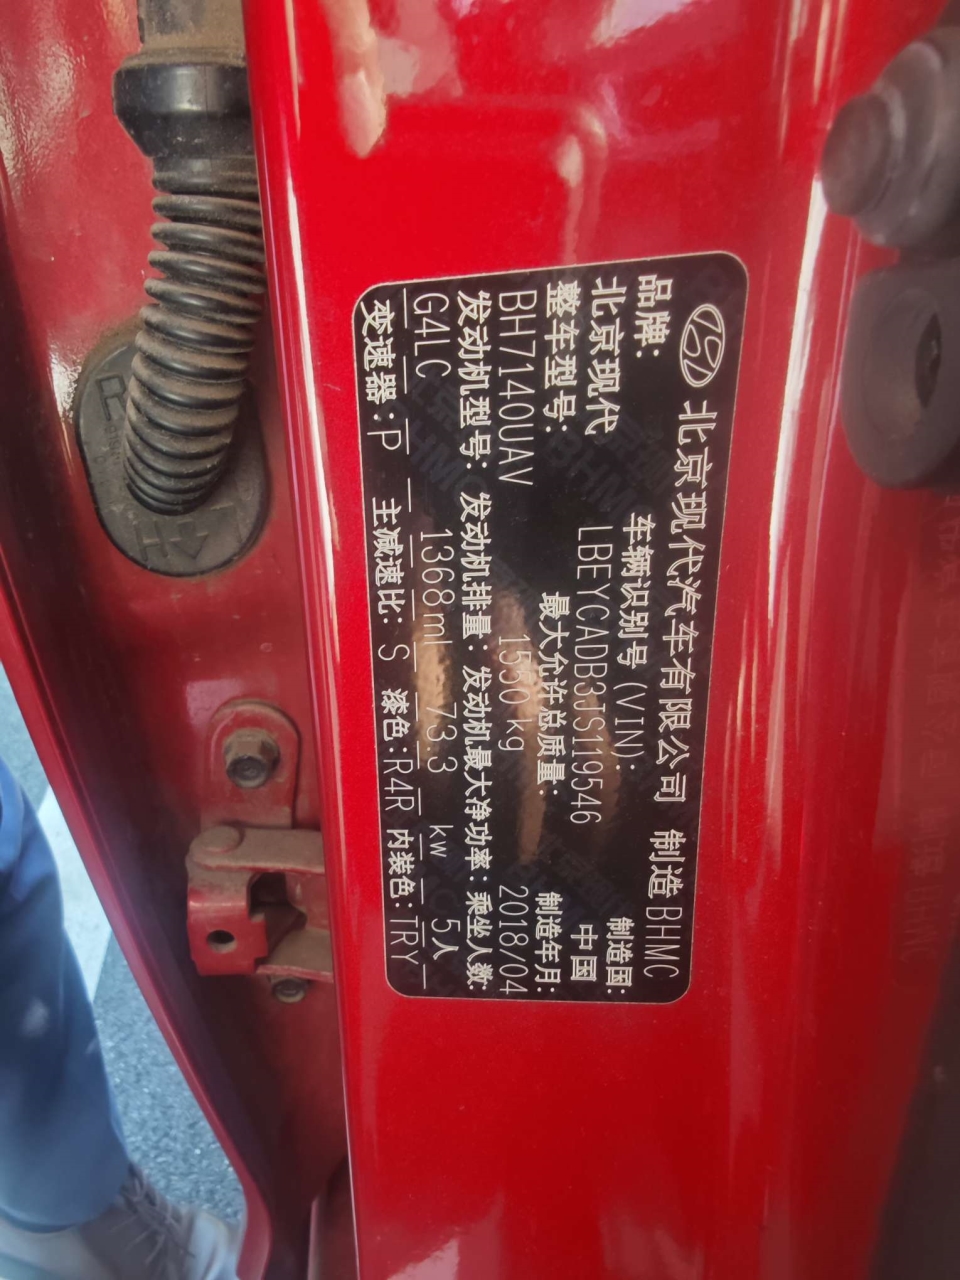 北京现代汽车有限公司 制造 BHMC
品牌: 车辆识别号 (VIN): 制造国:
北京现代 LBEYCADB3JS119546 中国
整车型号: 最大允许总质量: 制造年月:
BH7140UAV 1550 kg 2018/04
发动机型号: 发动机排量: 发动机最大净功率: 乘坐人数:
G4LC 1368 ml 73.3 kw 5人
变速器: P 主减速比: S 漆色: R4R 内装色: TRY